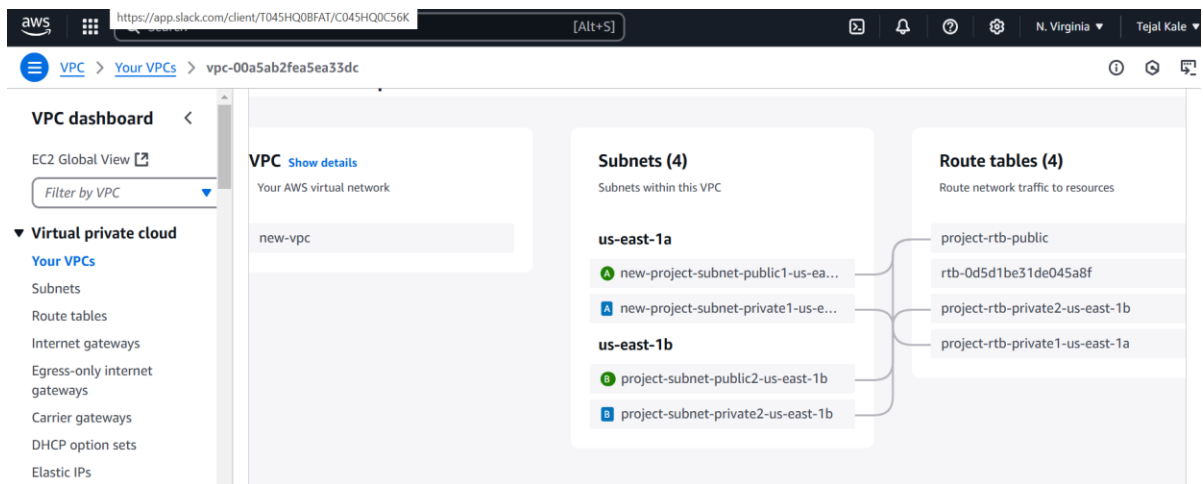 aws
https://app.slack.com/client/T045HQ0BFAT/C045HQ0C56K
[Alt+S]
N. Virginia
Tejal Kale
VPC > Your VPCs > vpc-00a5ab2fea5ea33dc
VPC dashboard
EC2 Global View
Filter by VPC
Virtual private cloud
Your VPCs
Subnets
Route tables
Internet gateways
Egress-only internet
gateways
Carrier gateways
DHCP option sets
Elastic IPs
VPC Show details
Your AWS virtual network
new-vpc
Subnets (4)
Subnets within this VPC
us-east-1a
A new-project-subnet-public1-us-ea...
A new-project-subnet-private1-us-e...
us-east-1b
B project-subnet-public2-us-east-1b
B project-subnet-private2-us-east-1b
Route tables (4)
Route network traffic to resources
project-rtb-public
rtb-0d5d1be31de045a8f
project-rtb-private2-us-east-1b
project-rtb-private1-us-east-1a